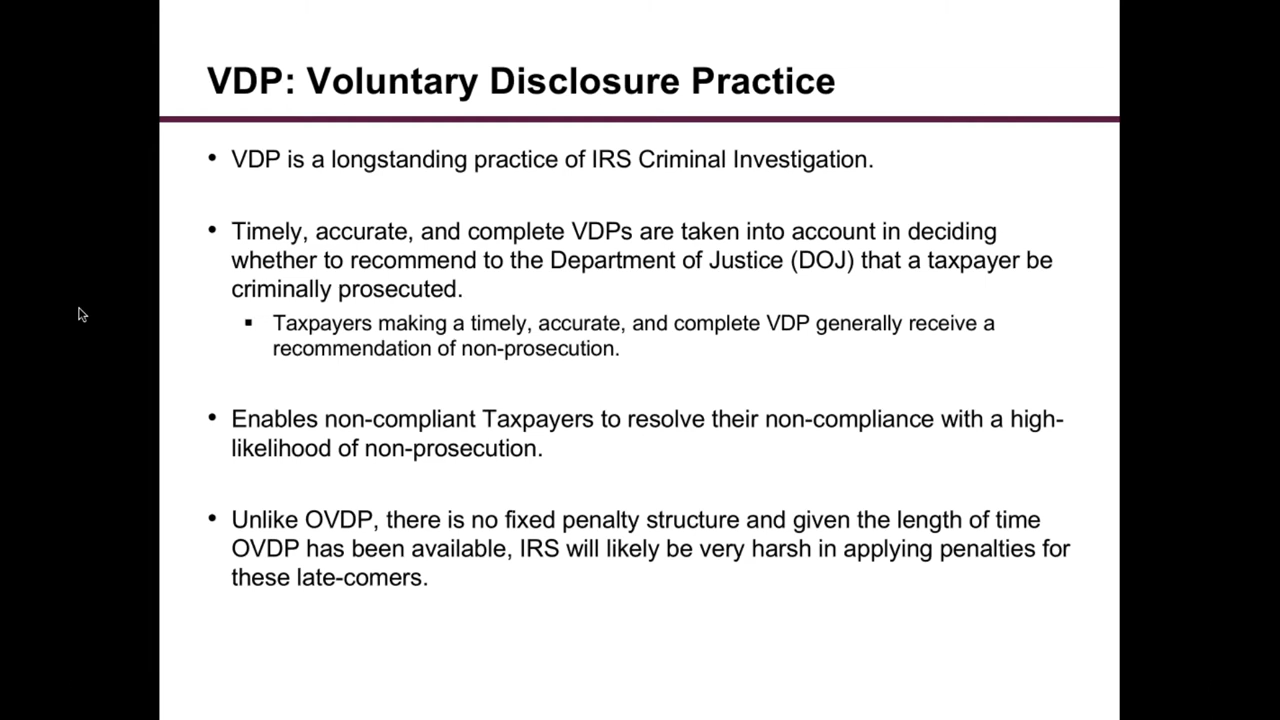 VDP: Voluntary Disclosure Practice
• VDP is a longstanding practice of IRS Criminal Investigation.
• Timely, accurate, and complete VDPs are taken into account in deciding
whether to recommend to the Department of Justice (DOJ) that a taxpayer be
criminally prosecuted.
▪ Taxpayers making a timely, accurate, and complete VDP generally receive a
recommendation of non-prosecution.
• Enables non-compliant Taxpayers to resolve their non-compliance with a high-
likelihood of non-prosecution.
• Unlike OVDP, there is no fixed penalty structure and given the length of time
OVDP has been available, IRS will likely be very harsh in applying penalties for
these late-comers.